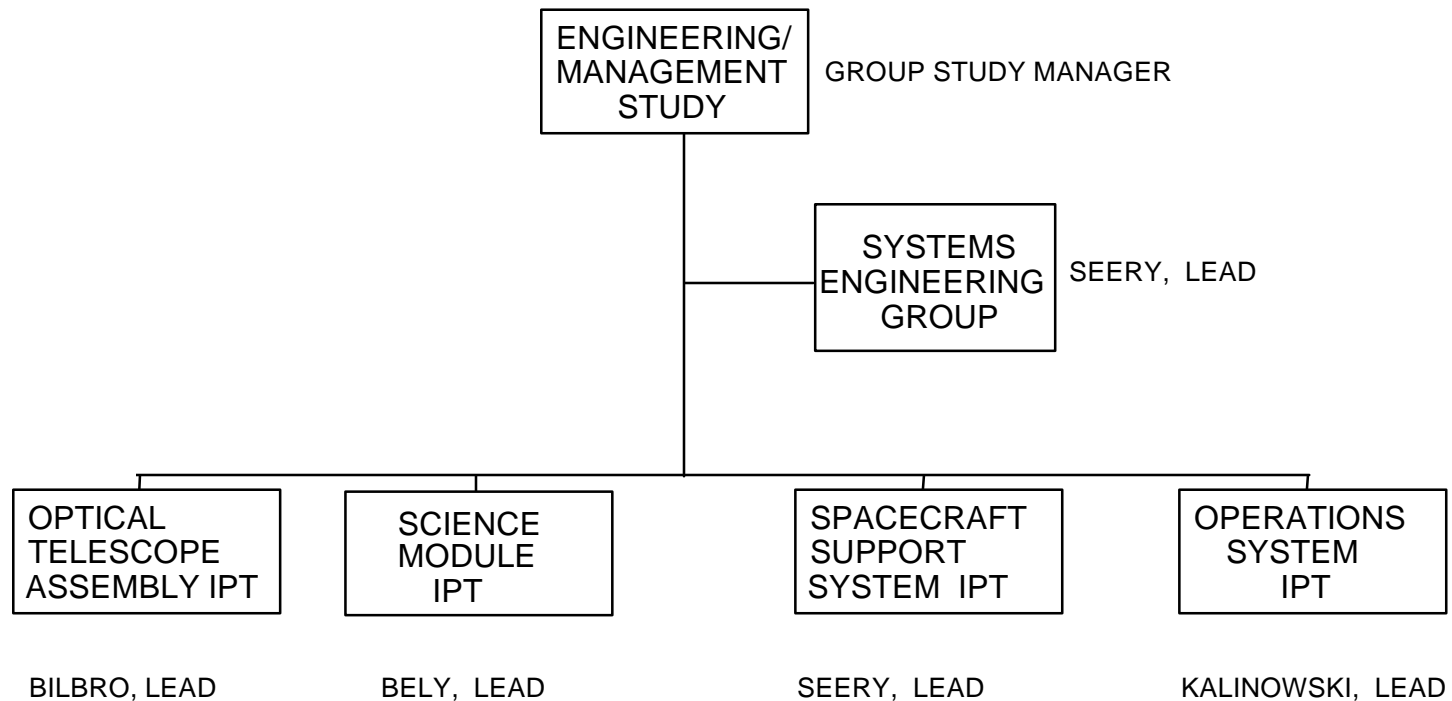 ENGINEERING/
MANAGEMENT
STUDY
GROUP STUDY MANAGER
SYSTEMS
ENGINEERING
GROUP
SEERY, LEAD
OPTICAL
TELESCOPE
ASSEMBLY IPT
SCIENCE
MODULE
IPT
SPACECRAFT
SUPPORT
SYSTEM IPT
OPERATIONS
SYSTEM
IPT
BILBRO, LEAD
BELY, LEAD
SEERY, LEAD
KALINOWSKI, LEAD